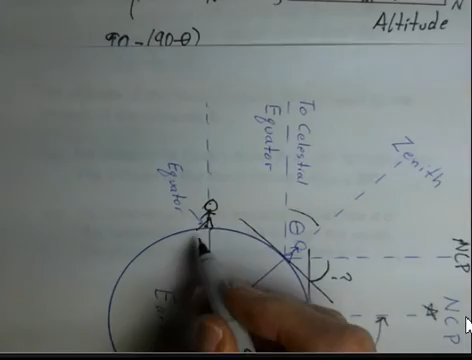 N
N
Altitude
90-(90-θ)
To Celestial
Equator
Zenith
Equator
θ
NCP
?
NCP